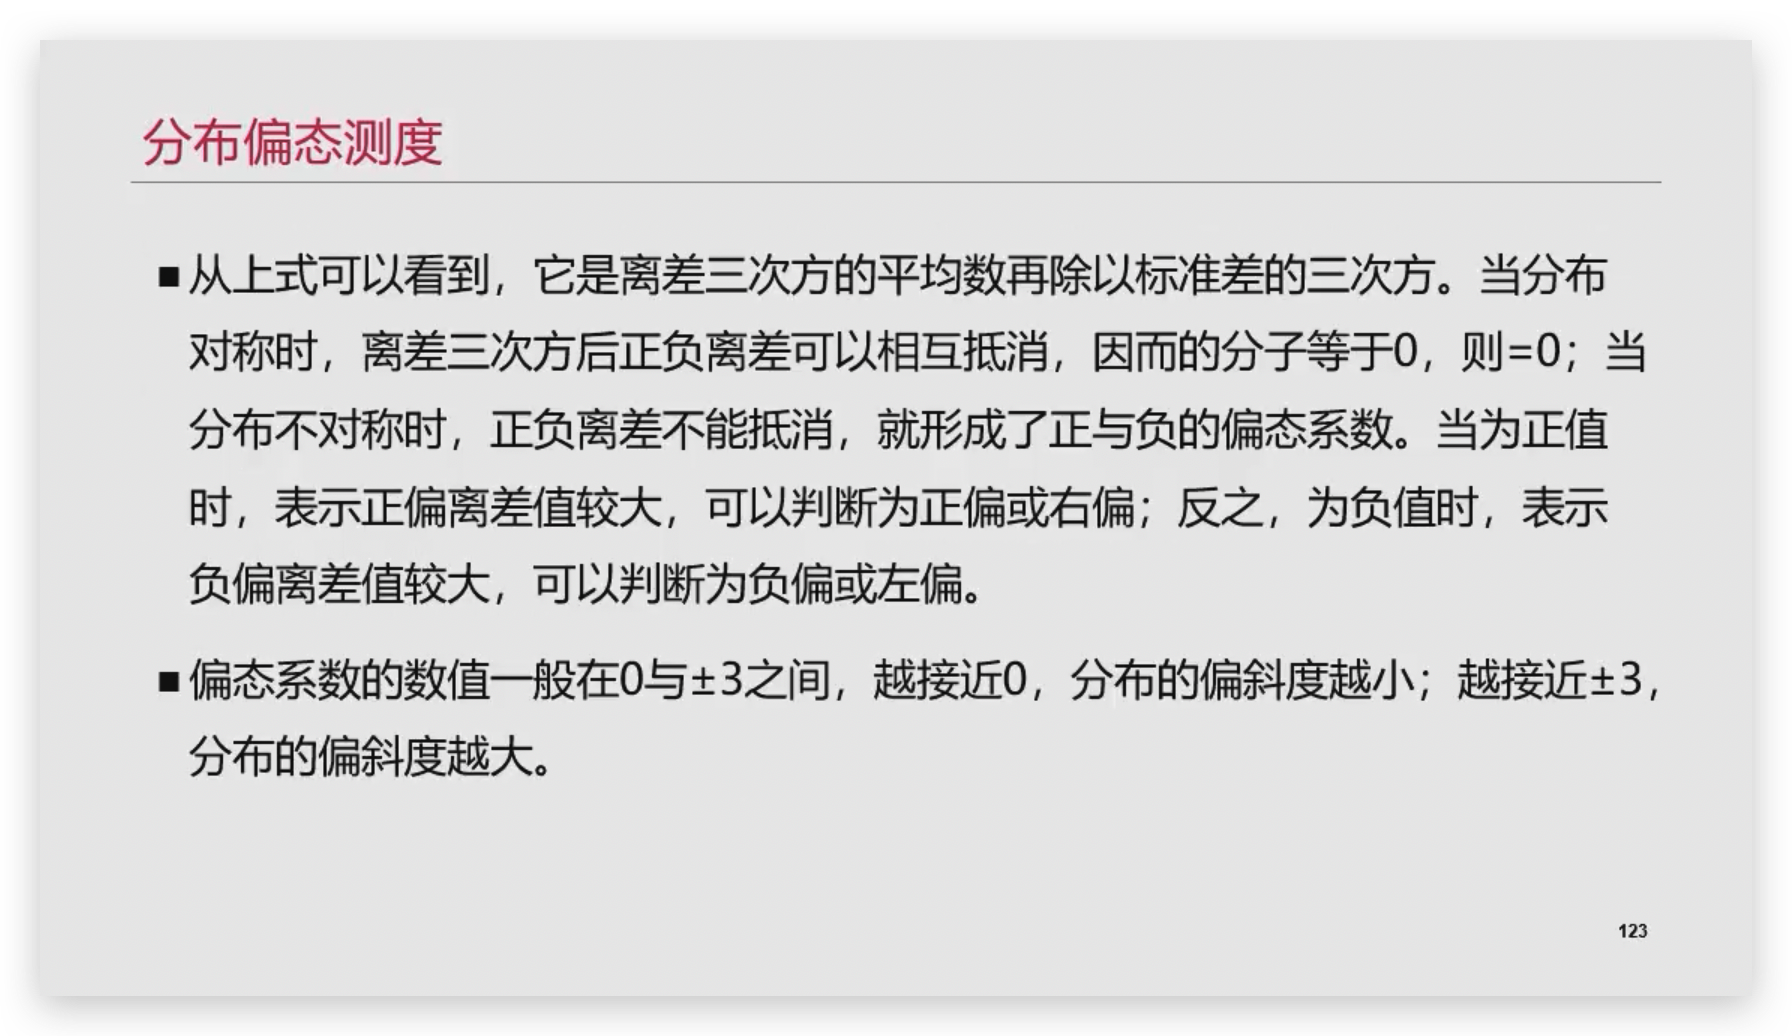 分布偏态测度
■从上式可以看到，它是离差三次方的平均数再除以标准差的三次方。当分布
对称时，离差三次方后正负离差可以相互抵消，因而的分子等于0，则=0；当
分布不对称时，正负离差不能抵消，就形成了正与负的偏态系数。当为正值
时，表示正偏离差值较大，可以判断为正偏或右偏；反之，为负值时，表示
负偏离差值较大，可以判断为负偏或左偏。
■偏态系数的数值一般在0与±3之间，越接近0，分布的偏斜度越小；越接近±3，
分布的偏斜度越大。
123